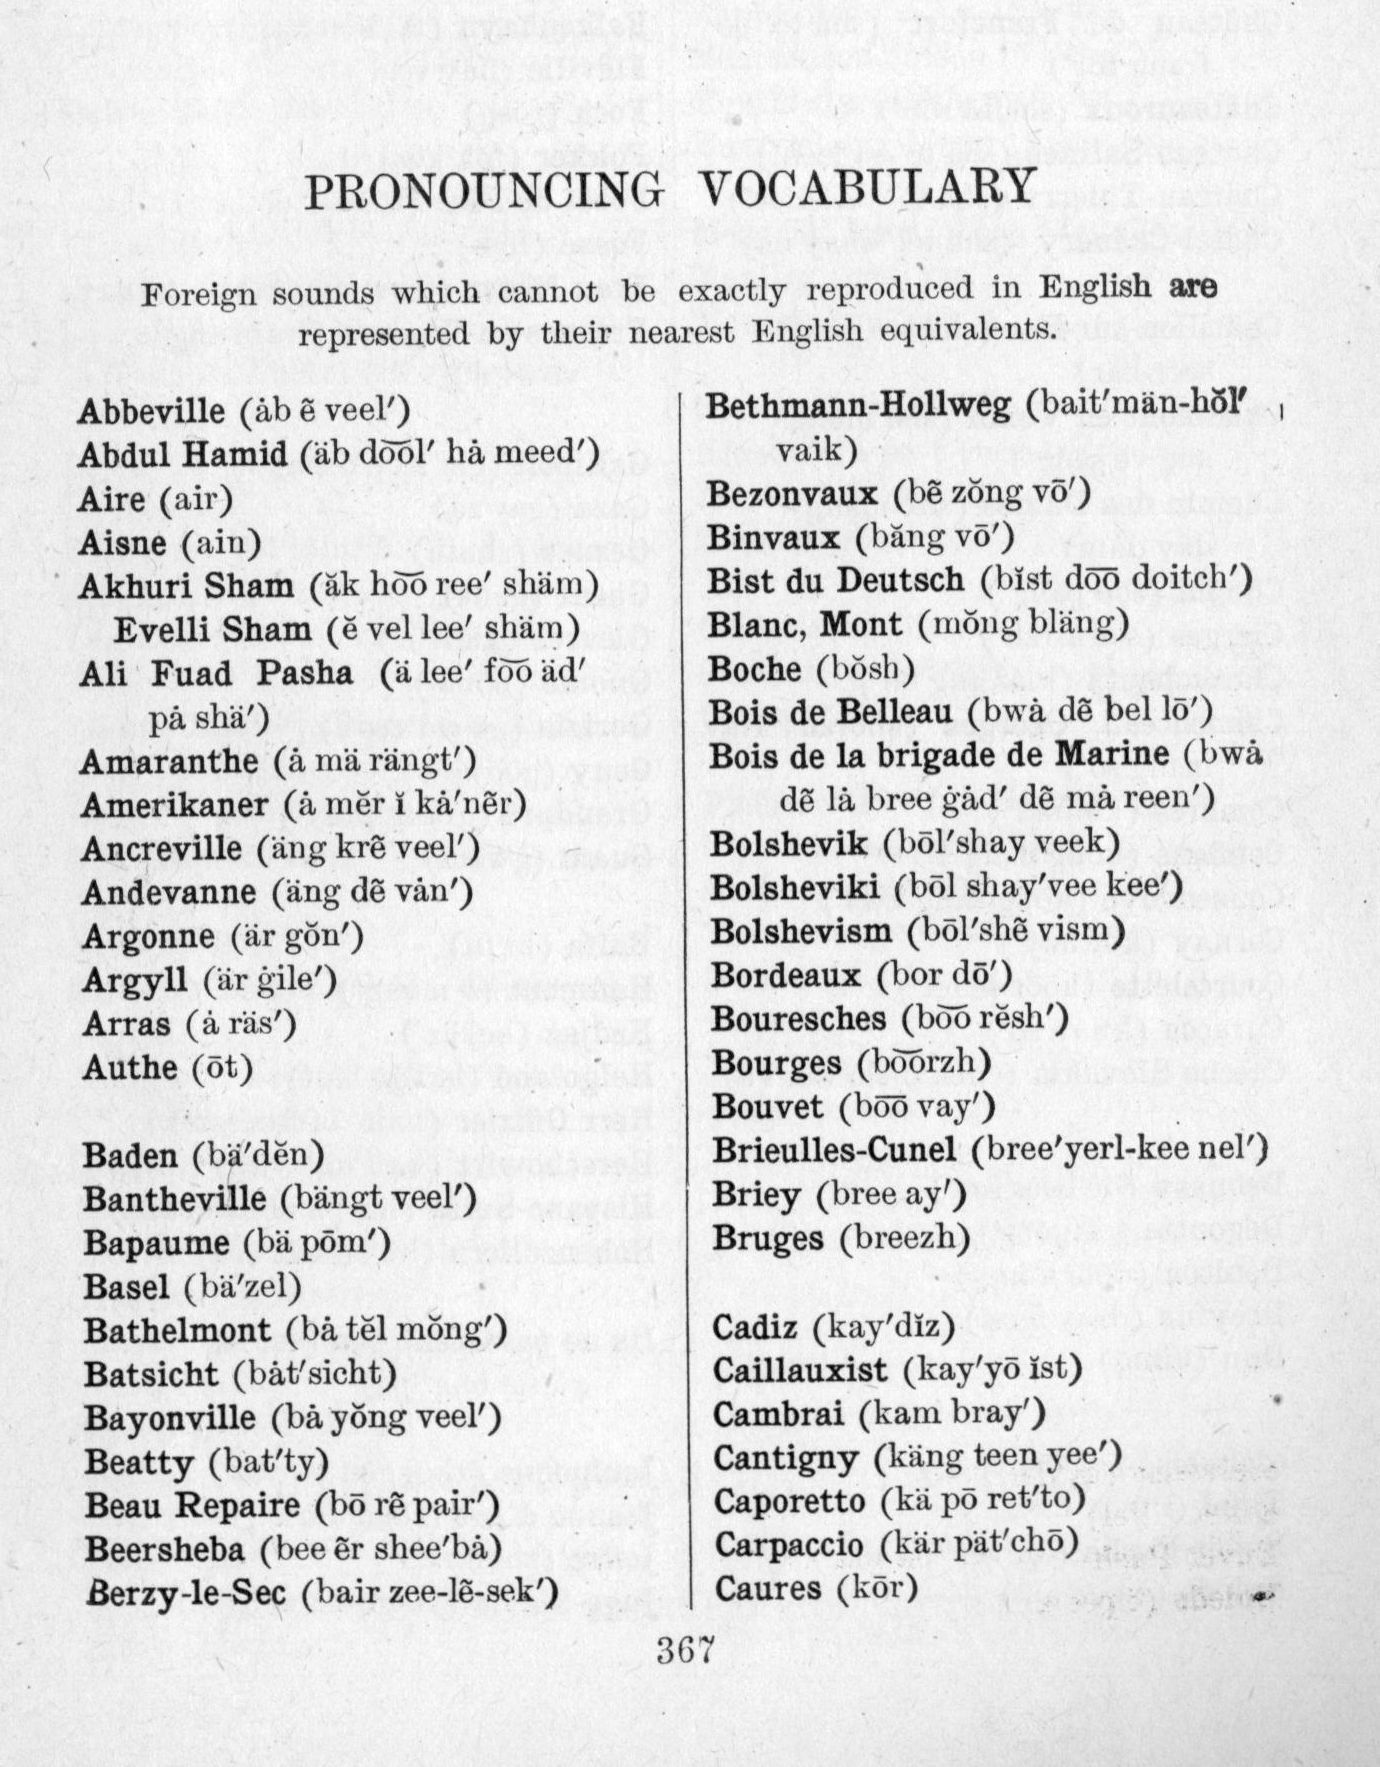 PRONOUNCING VOCABULARY
Foreign sounds which cannot be exactly reproduced in English are
represented by their nearest English equivalents.
Abbeville (ȧb ẽ veel′)
Abdul Hamid (äb do͝ol′ hȧ meed′)
Aire (air)
Aisne (ain)
Akhuri Sham (ăk ho͞o ree′ shäm)
Evelli Sham (ĕ vel lee′ shäm)
Ali Fuad Pasha (ä lee′ fo͞o äd′
pȧ shä′)
Amaranthe (ȧ mä rängt′)
Amerikaner (ȧ mĕr ĭ kȧ′nẽr)
Ancreville (äng krẽ veel′)
Andevanne (äng dẽ vȧn′)
Argonne (är gŏn′)
Argyll (är ġile′)
Arras (ȧ räs′)
Authe (ōt)
Baden (bä′dĕn)
Bantheville (bängt veel′)
Bapaume (bä pōm′)
Basel (bä′zel)
Bathelmont (bȧ tĕl mŏng′)
Batsicht (bȧt′sicht)
Bayonville (bȧ yŏng veel′)
Beatty (bat′ty)
Beau Repaire (bō rẽ pair′)
Beersheba (bee ẽr shee′bȧ)
Berzy-le-Sec (bair zee-lẽ-sek′)
Bethmann-Hollweg (bait′män-hŏl′
vaik)
Bezonvaux (bẽ zŏng vō′)
Binvaux (băng vō′)
Bist du Deutsch (bĭst do͞o doitch′)
Blanc, Mont (mŏng bläng)
Boche (bŏsh)
Bois de Belleau (bwȧ dẽ bel lō′)
Bois de la brigade de Marine (bwȧ
dẽ lȧ bree ġȧd′ dẽ mȧ reen′)
Bolshevik (bōl′shay veek)
Bolsheviki (bōl shay′vee kee′)
Bolshevism (bōl′shẽ vism)
Bordeaux (bor dō′)
Bouresches (bo͞o rĕsh′)
Bourges (bo͝orzh)
Bouvet (bo͞o vay′)
Brieulles-Cunel (bree′yerl-kee nel′)
Briey (bree ay′)
Bruges (breezh)
Cadiz (kay′dĭz)
Caillauxist (kay′yō ĭst)
Cambrai (kam bray′)
Cantigny (käng teen yee′)
Caporetto (kä pō ret′to)
Carpaccio (kär pät′chō)
Caures (kōr)
367